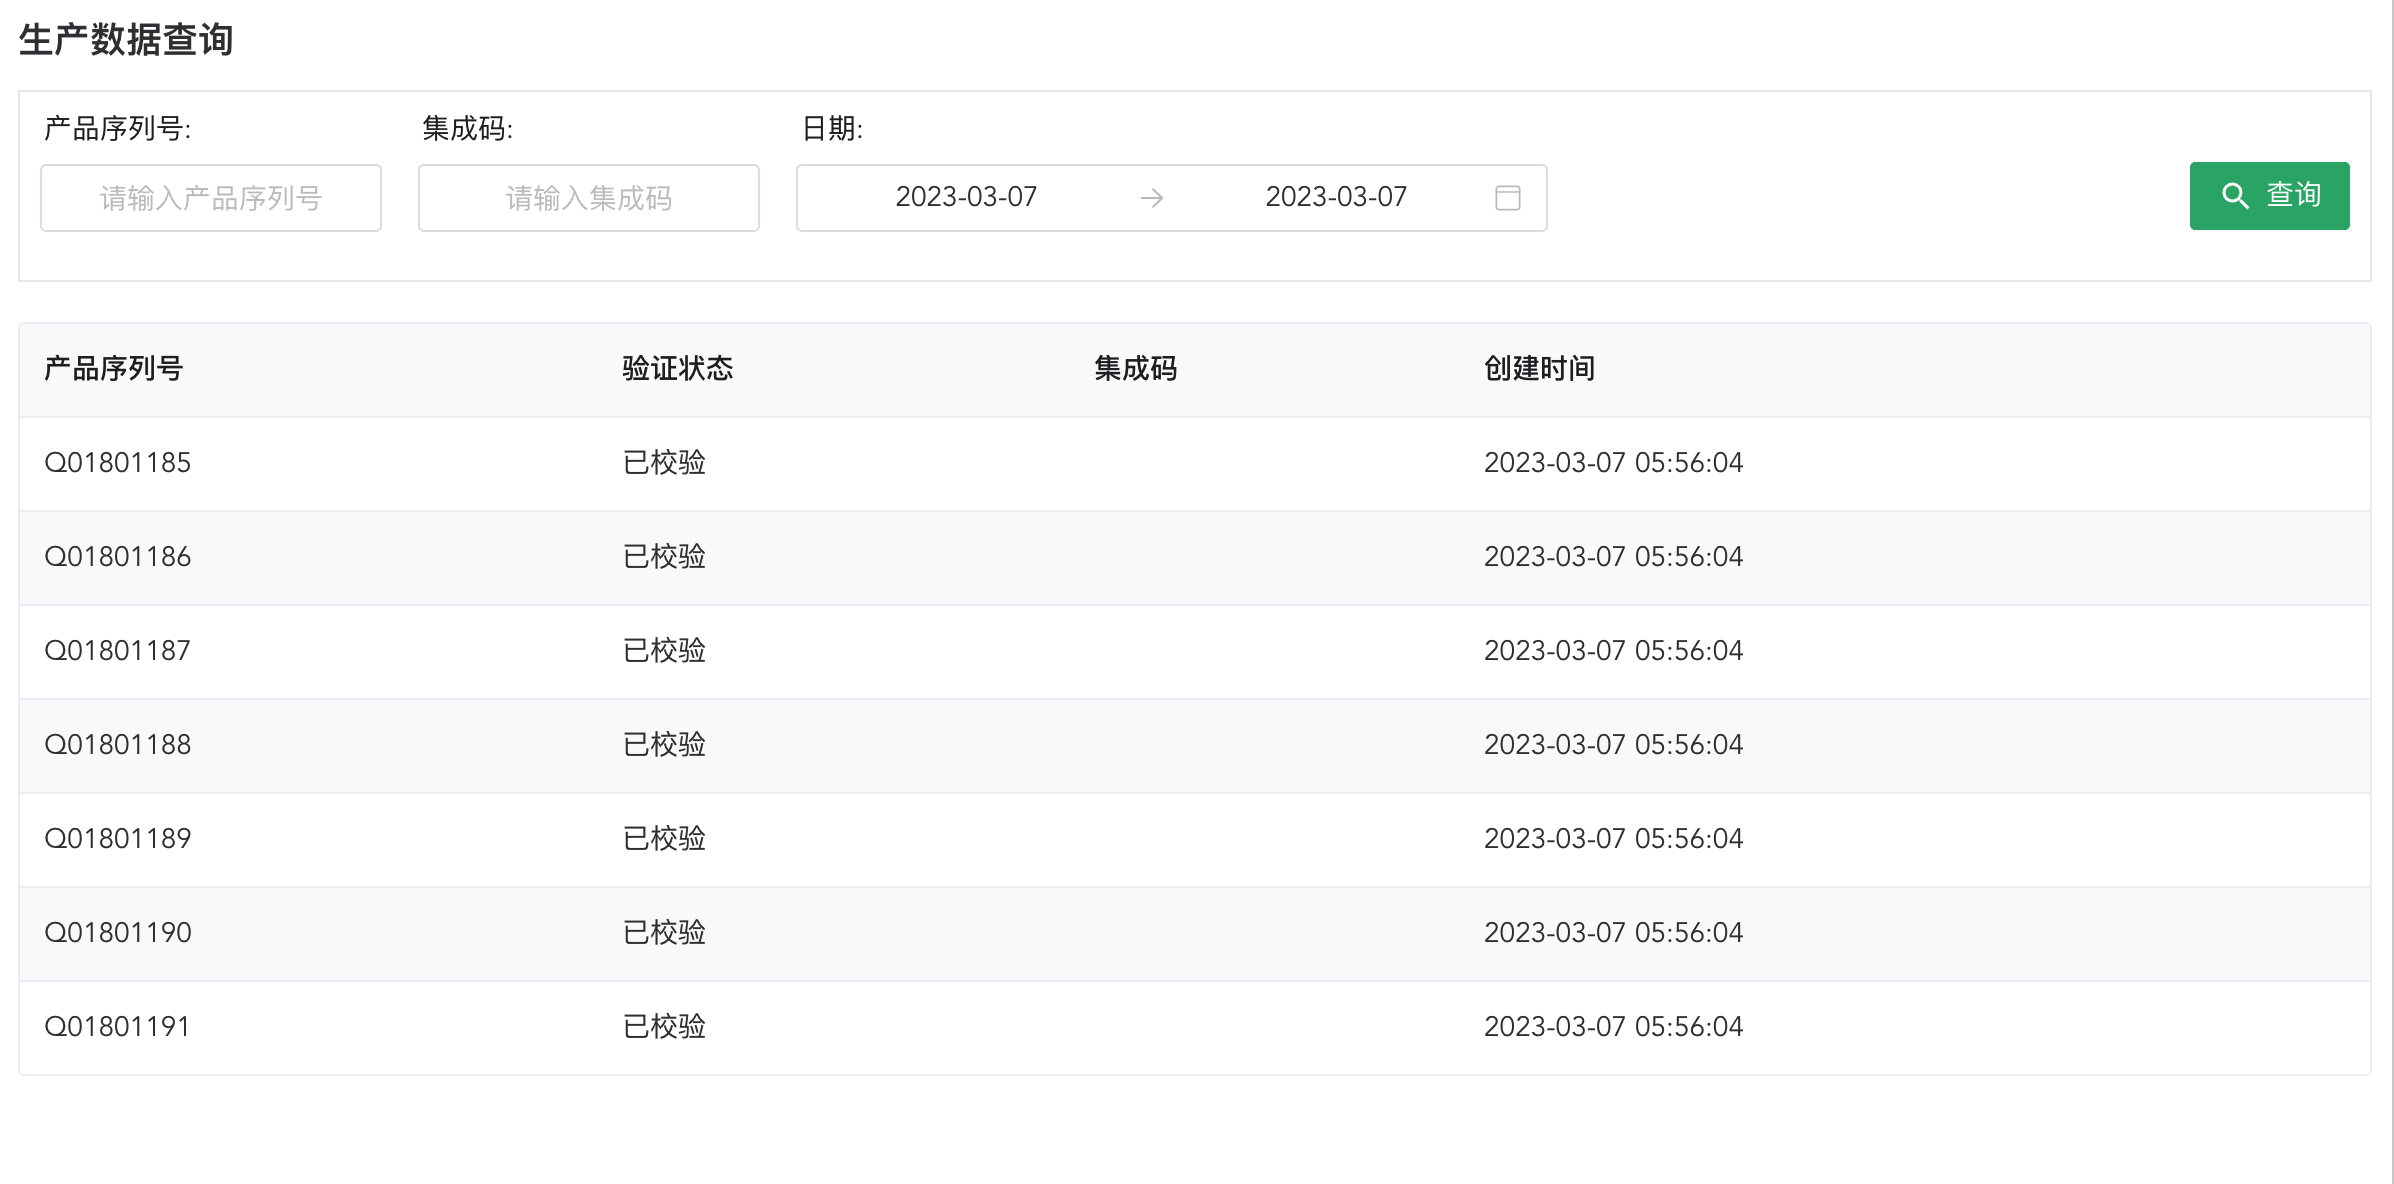 生产数据查询
产品序列号: 集成码: 日期:
请输入产品序列号 请输入集成码 2023-03-07 → 2023-03-07 查询
产品序列号 验证状态 集成码 创建时间
Q01801185 已校验 2023-03-07 05:56:04
Q01801186 已校验 2023-03-07 05:56:04
Q01801187 已校验 2023-03-07 05:56:04
Q01801188 已校验 2023-03-07 05:56:04
Q01801189 已校验 2023-03-07 05:56:04
Q01801190 已校验 2023-03-07 05:56:04
Q01801191 已校验 2023-03-07 05:56:04